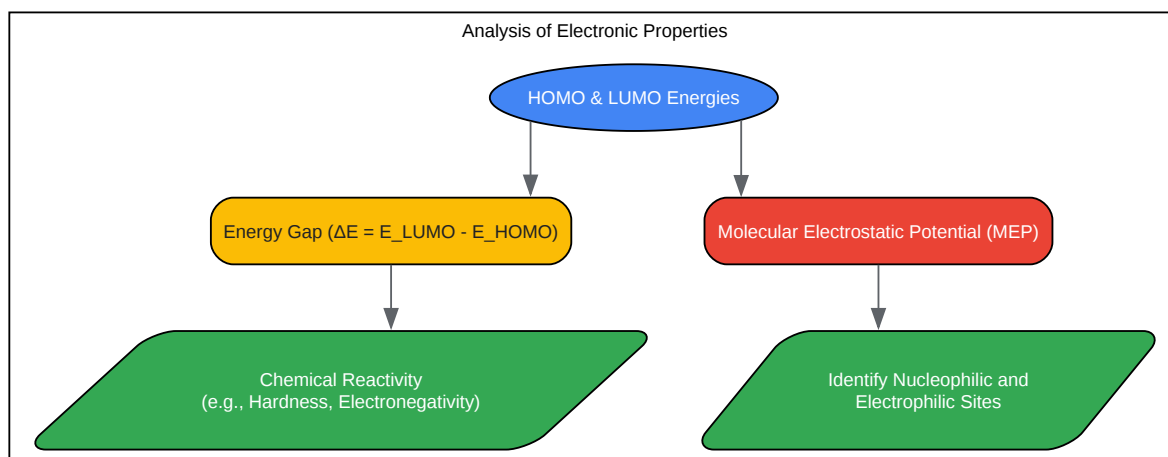 Analysis of Electronic Properties
HOMO & LUMO Energies
Energy Gap (ΔE = E_LUMO - E_HOMO)
Molecular Electrostatic Potential (MEP)
Chemical Reactivity
(e.g., Hardness, Electronegativity)
Identify Nucleophilic and
Electrophilic Sites